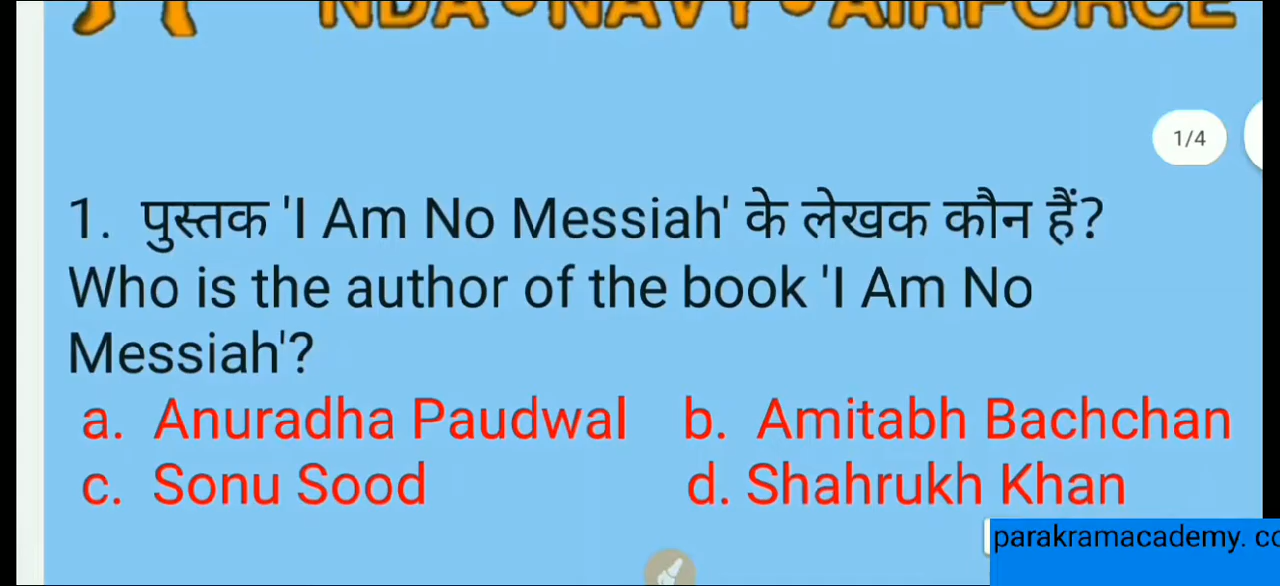 NDA • NAVY • AIRFORCE
1/4
1. पुस्तक 'I Am No Messiah' के लेखक कौन हैं?
Who is the author of the book 'I Am No
Messiah'?
a. Anuradha Paudwal b. Amitabh Bachchan
c. Sonu Sood d. Shahrukh Khan
parakramacademy. co